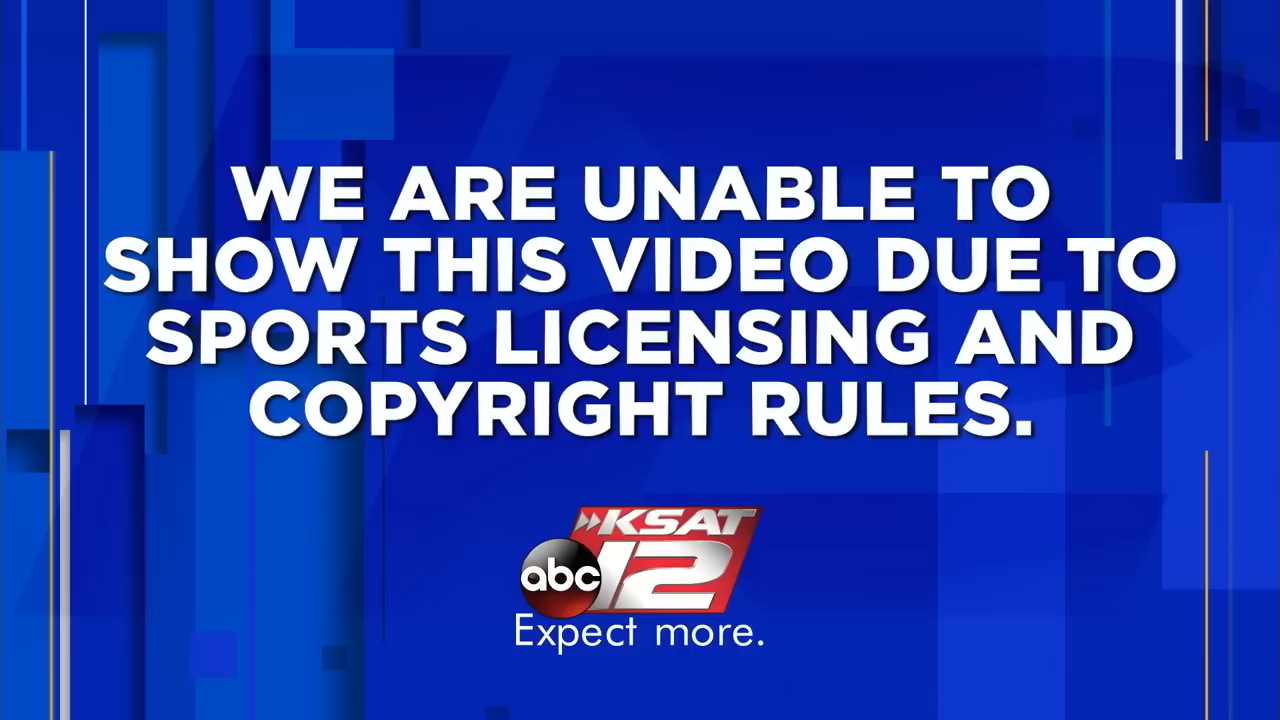 WE ARE UNABLE TO
SHOW THIS VIDEO DUE TO
SPORTS LICENSING AND
COPYRIGHT RULES.
KSAT
abc 12
Expect more.